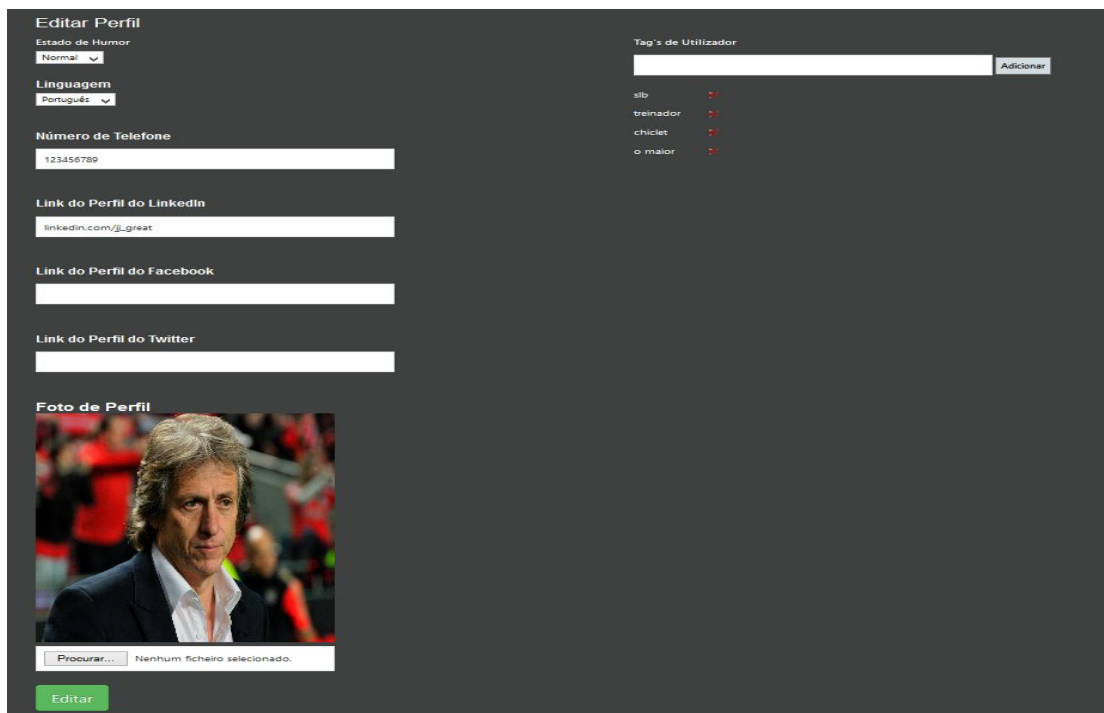 Editar Perfil
Estado de Humor
Normal
Linguagem
Português
Número de Telefone
123456789
Link do Perfil do LinkedIn
linkedin.com/jj_great
Link do Perfil do Facebook
Link do Perfil do Twitter
Foto de Perfil
Procurar... Nenhum ficheiro selecionado.
Editar
Tag's de Utilizador
Adicionar
slb
treinador
chiclet
o maior